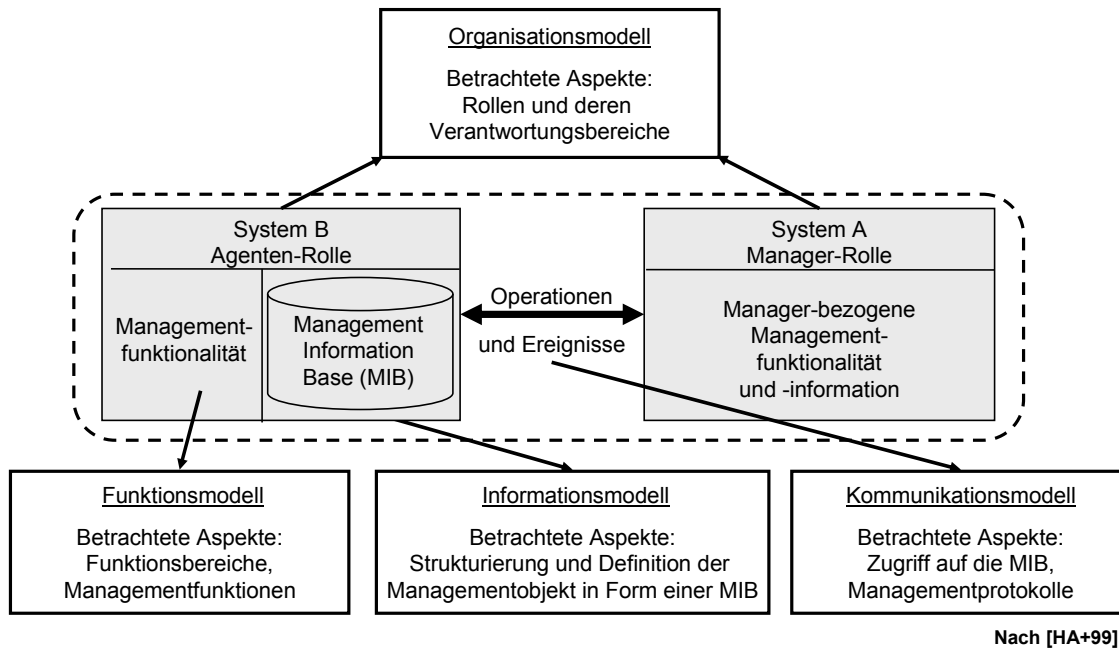 Organisationsmodell
Betrachtete Aspekte:
Rollen und deren
Verantwortungsbereiche
System B
Agenten-Rolle
Management-
funktionalität
Management
Information
Base (MIB)
Operationen
und Ereignisse
System A
Manager-Rolle
Manager-bezogene
Management-
funktionalität
und -information
Funktionsmodell
Betrachtete Aspekte:
Funktionsbereiche,
Managementfunktionen
Informationsmodell
Betrachtete Aspekte:
Strukturierung und Definition der
Managementobjekt in Form einer MIB
Kommunikationsmodell
Betrachtete Aspekte:
Zugriff auf die MIB,
Managementprotokolle
Nach [HA+99]